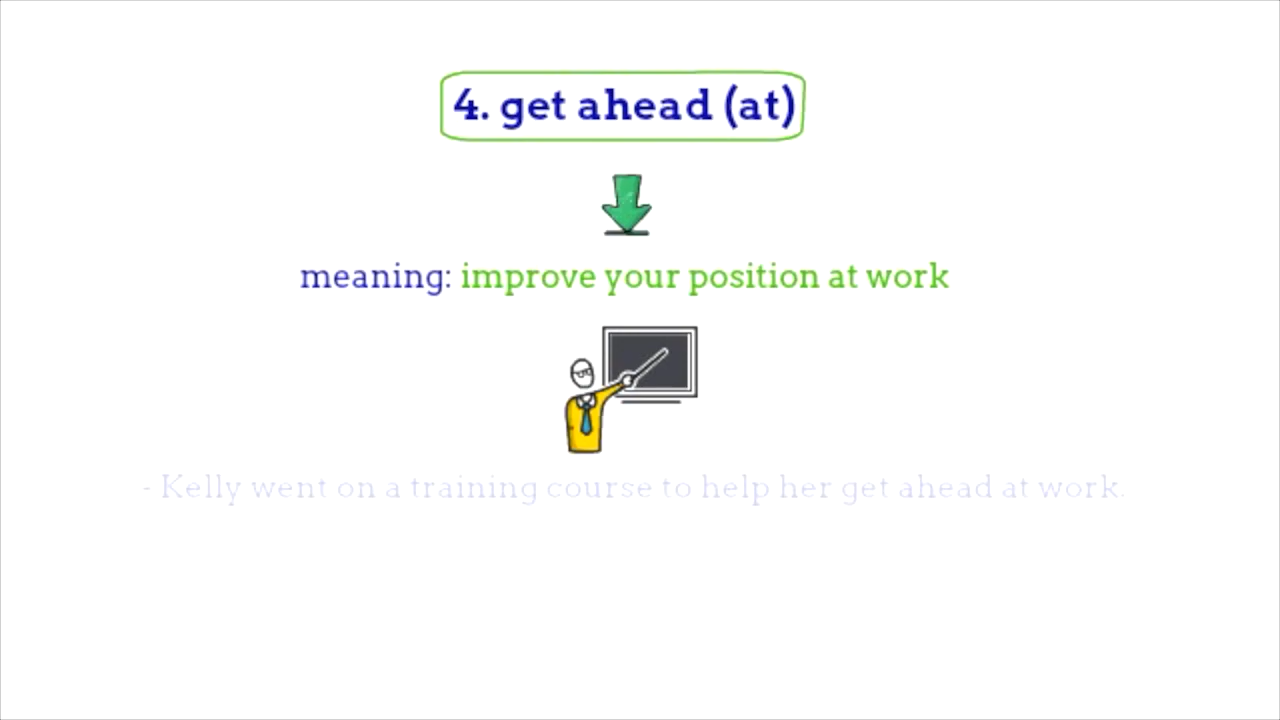 4. get ahead (at)
meaning: improve your position at work
- Kelly went on a training course to help her get ahead at work.